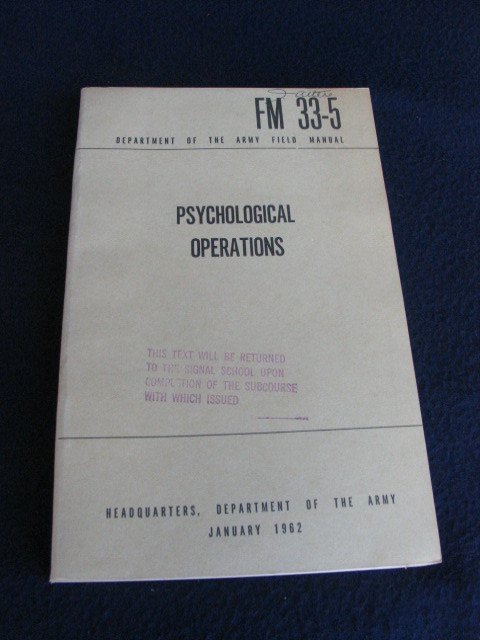 FM 33-5
DEPARTMENT OF THE ARMY FIELD MANUAL
PSYCHOLOGICAL
OPERATIONS
THIS TEXT WILL BE RETURNED
TO THE SIGNAL SCHOOL UPON
COMPLETION OF THE SUBCOURSE
WITH WHICH ISSUED
HEADQUARTERS, DEPARTMENT OF THE ARMY
JANUARY 1962